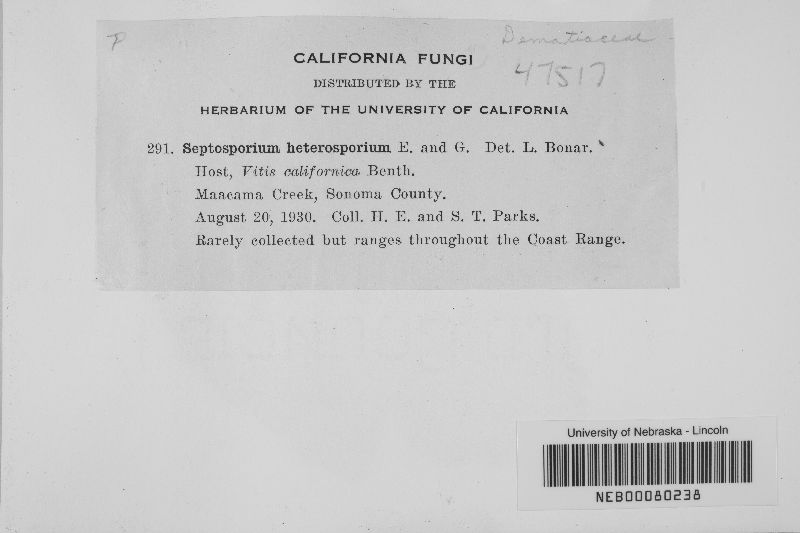 P
Dematiaceae
47517
CALIFORNIA FUNGI
DISTRIBUTED BY THE
HERBARIUM OF THE UNIVERSITY OF CALIFORNIA
291. Septosporium heterosporium E. and G. Det. L. Bonar.
Host, Vitis californica Benth.
Maacama Creek, Sonoma County.
August 20, 1930. Coll. H. E. and S. T. Parks.
Rarely collected but ranges throughout the Coast Range.
University of Nebraska - Lincoln
NEB00080238